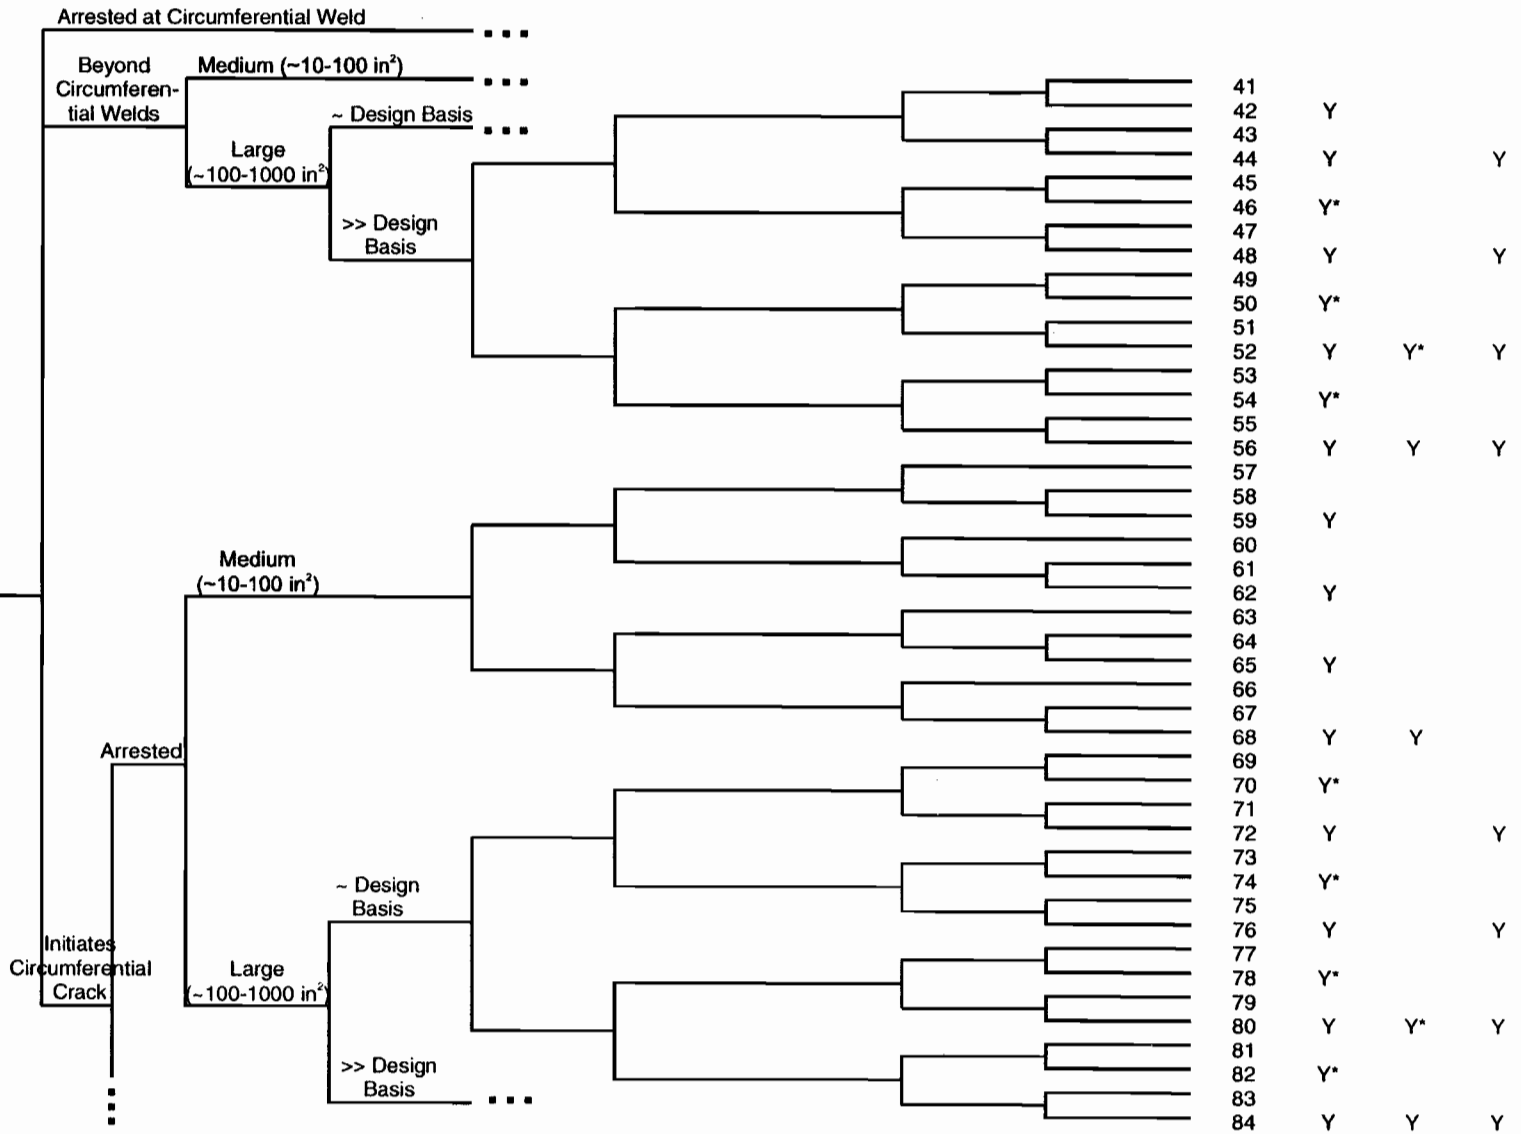 Arrested at Circumferential Weld
Beyond
Circumferen-
tial Welds
Medium (~10-100 in²)
~ Design Basis
Large
(~100-1000 in²)
>> Design
Basis
41
42 Y
43
44 Y Y
45
46 Y*
47
48 Y Y
49
50 Y*
51
52 Y Y* Y
53
54 Y*
55
56 Y Y Y
57
58
59 Y
60
61
62 Y
63
64
65 Y
66
67
68 Y Y
69
70 Y*
71
72 Y Y
73
74 Y*
75
76 Y Y
77
78 Y*
79
80 Y Y* Y
81
82 Y*
83
84 Y Y Y
Medium
(~10-100 in²)
Arrested
~ Design
Basis
Initiates
Circumferential
Crack
Large
(~100-1000 in²)
>> Design
Basis